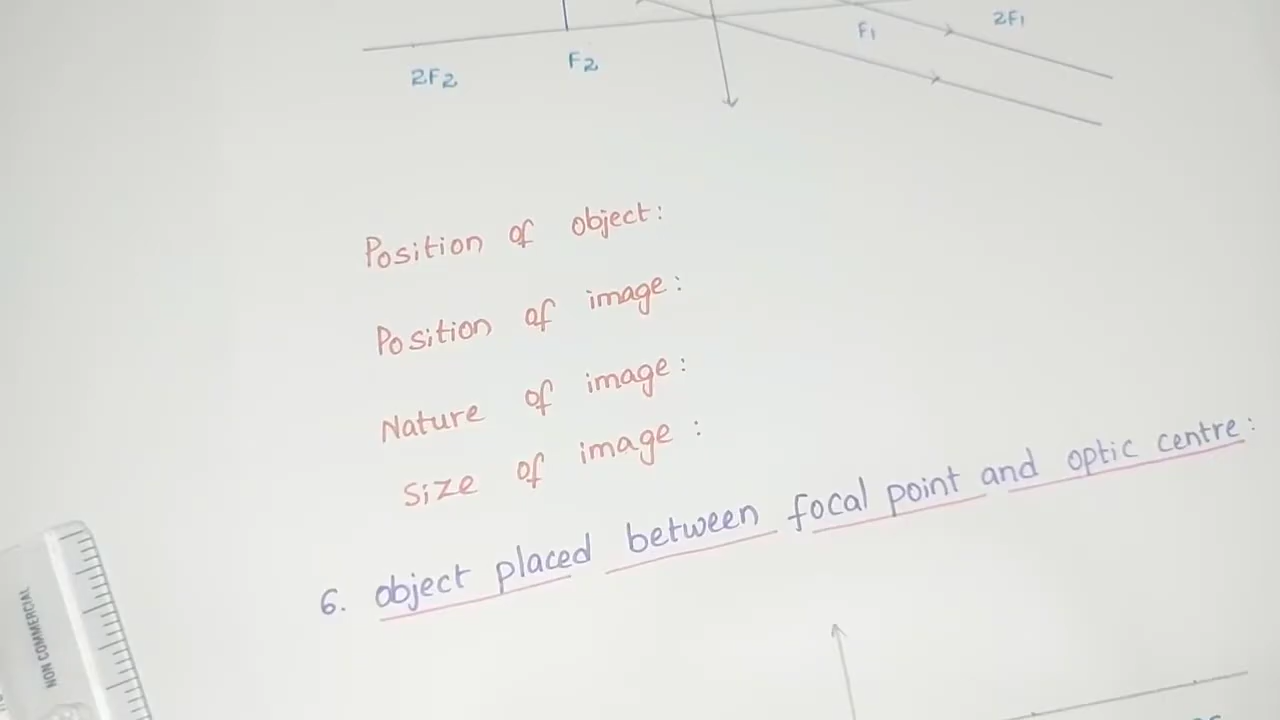 2F1
F1
F2
2F2
Position of object:
Position of image:
Nature of image:
Size of image:
6. object placed between focal point and optic centre:
NON COMMERCIAL